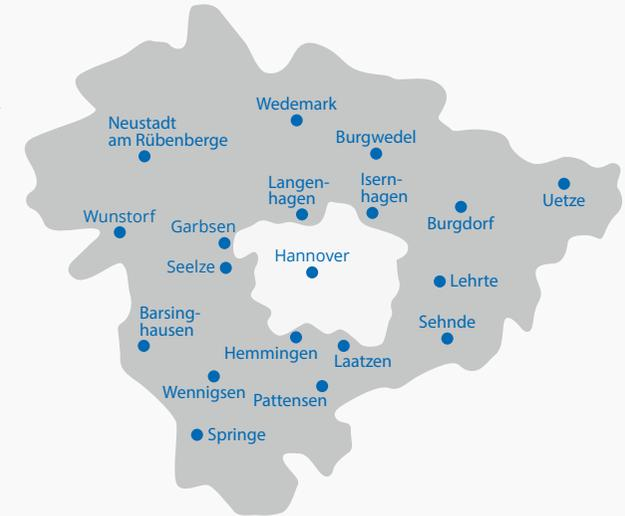 Wedemark
Neustadt
am Rübenberge
Burgwedel
Langen-
hagen
Isern-
hagen
Uetze
Wunstorf
Garbsen
Burgdorf
Hannover
Seelze
Lehrte
Barsing-
hausen
Sehnde
Hemmingen
Laatzen
Wennigsen
Pattensen
Springe